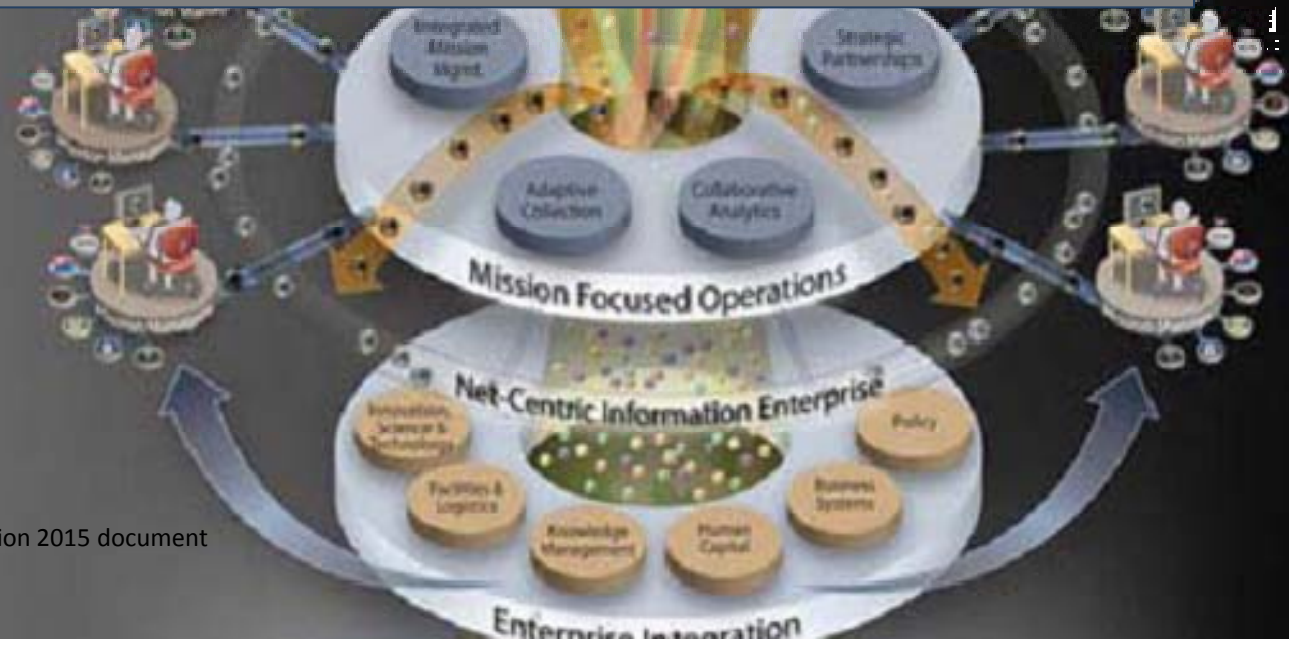 Integrated
Mission
Mgmt.
Strategic
Partnerships
Adaptive
Collection
Collaborative
Analytics
Mission Focused Operations
Net-Centric Information Enterprise
Innovation,
Science &
Technology
Policy
Facilities &
Logistics
Business
Systems
Knowledge
Management
Human
Capital
ion 2015 document
Enterprise Integration